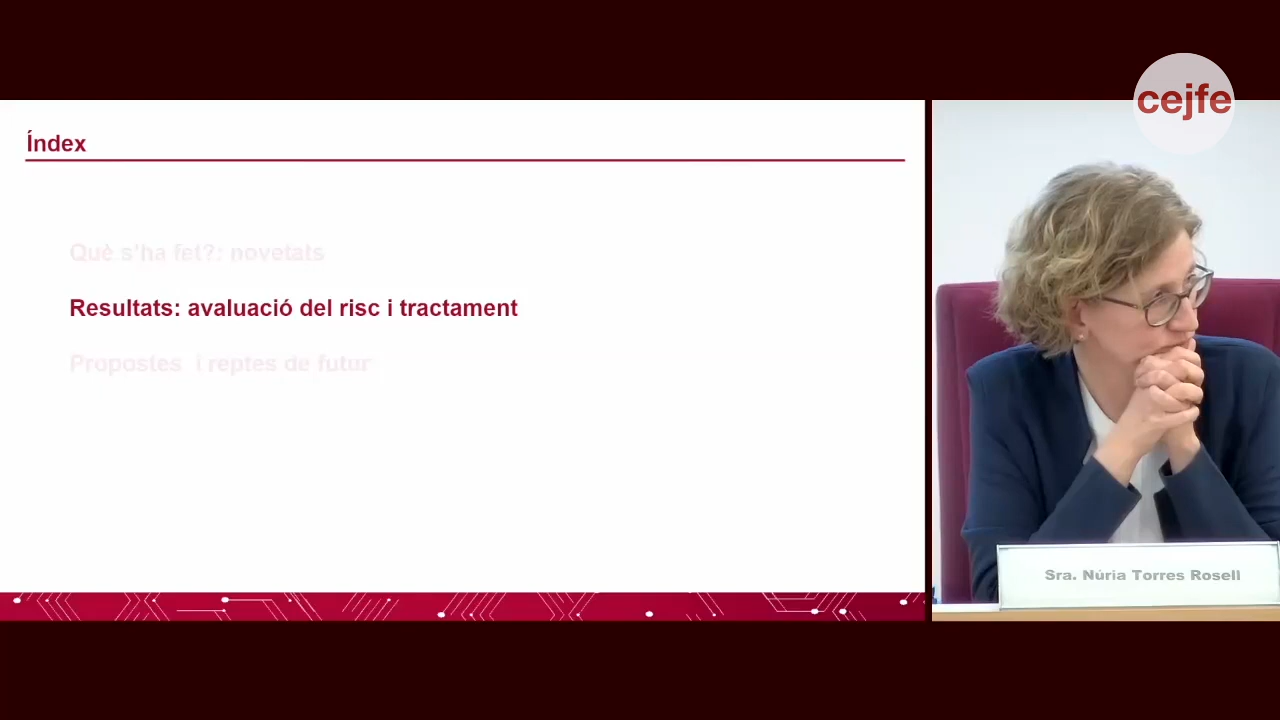 cejfe
Índex
Què s'ha fet?: novetats
Resultats: avaluació del risc i tractament
Propostes i reptes de futur
Sra. Núria Torres Rosell